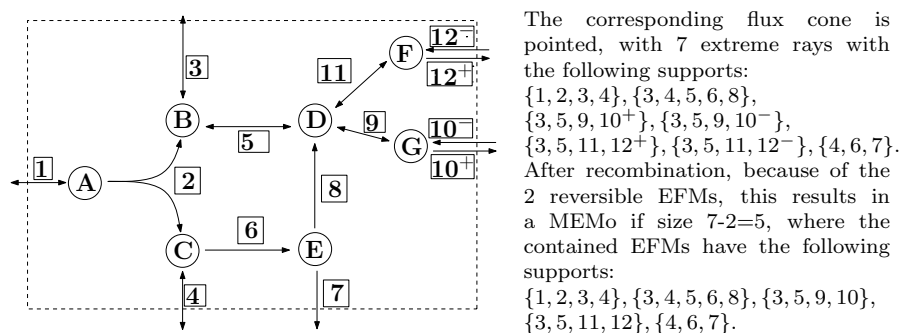 1
2
3
4
5
6
7
8
9
11
10⁻
10⁺
12⁻
12⁺
A
B
C
D
E
F
G
The corresponding flux cone is
pointed, with 7 extreme rays with
the following supports:
{1, 2, 3, 4}, {3, 4, 5, 6, 8},
{3, 5, 9, 10⁺}, {3, 5, 9, 10⁻},
{3, 5, 11, 12⁺}, {3, 5, 11, 12⁻}, {4, 6, 7}.
After recombination, because of the
2 reversible EFMs, this results in
a MEMo if size 7-2=5, where the
contained EFMs have the following
supports:
{1, 2, 3, 4}, {3, 4, 5, 6, 8}, {3, 5, 9, 10},
{3, 5, 11, 12}, {4, 6, 7}.